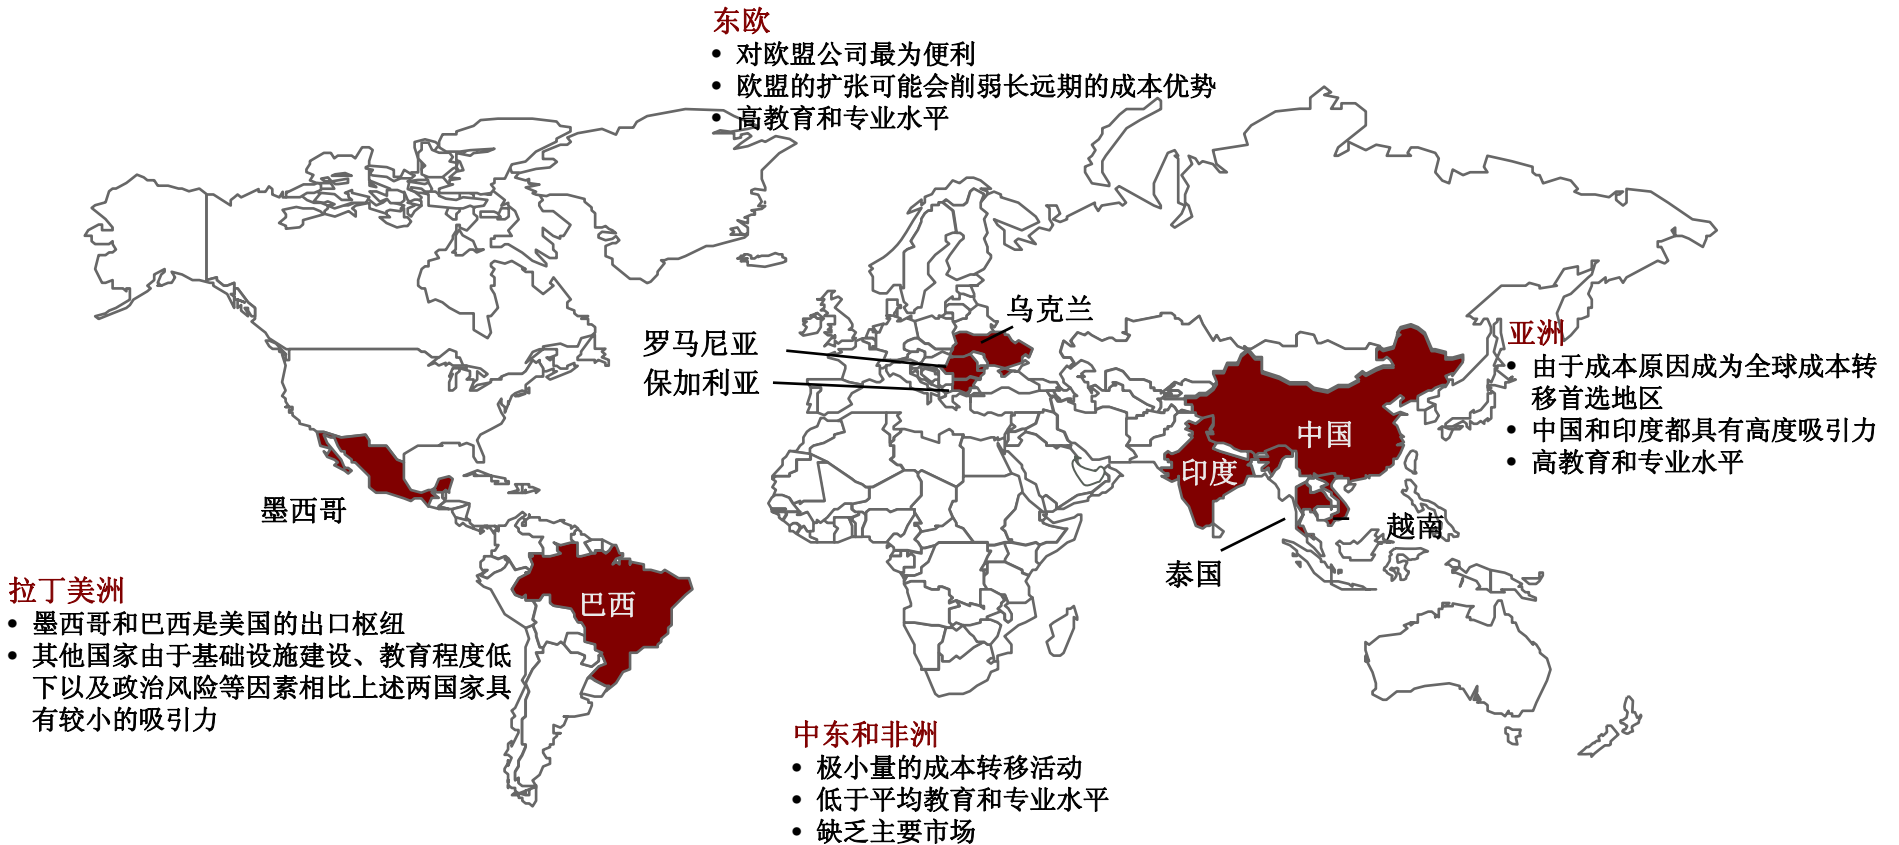 东欧
• 对欧盟公司最为便利
• 欧盟的扩张可能会削弱长远期的成本优势
• 高教育和专业水平
乌克兰
罗马尼亚
保加利亚
亚洲
• 由于成本原因成为全球成本转
移首选地区
• 中国和印度都具有高度吸引力
• 高教育和专业水平
中国
印度
墨西哥
越南
泰国
巴西
拉丁美洲
• 墨西哥和巴西是美国的出口枢纽
• 其他国家由于基础设施建设、教育程度低
下以及政治风险等因素相比上述两国家具
有较小的吸引力
中东和非洲
• 极小量的成本转移活动
• 低于平均教育和专业水平
• 缺乏主要市场